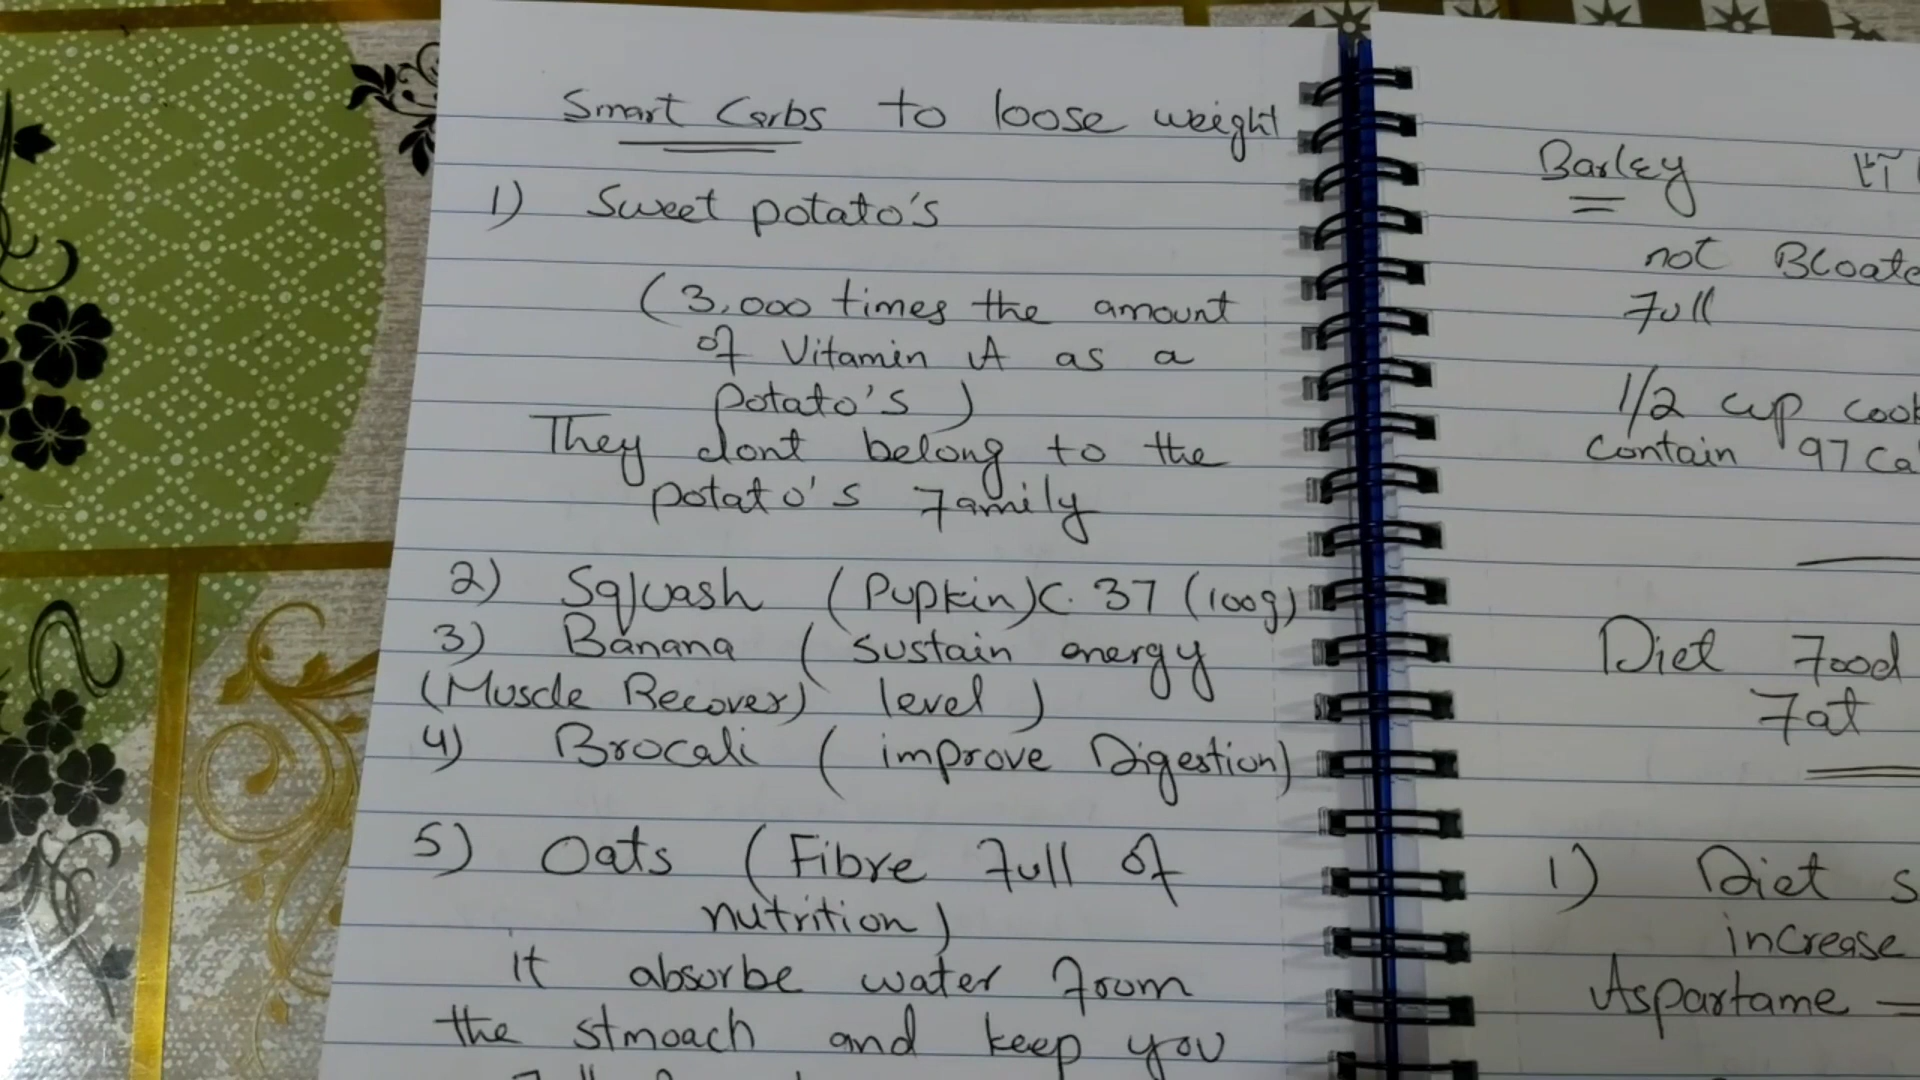 Smart Carbs to loose weight
1) Sweet potato's
(3,000 times the amount
of Vitamin A as a
potato's)
They dont belong to the
potato's family
2) Sqluash (Pupkin) C. 37 (100g)
3) Banana (sustain energy
(Muscle Recover) level)
4) Brocali (improve Digestion)
5) Oats (Fibre full of
nutrition)
it absorbe water from
the stmoach and keep you
Barley
not Bloate
full
1/2 cup cook
contain 97 ca
Diet food
fat
1) Diet s
increase
Aspartame